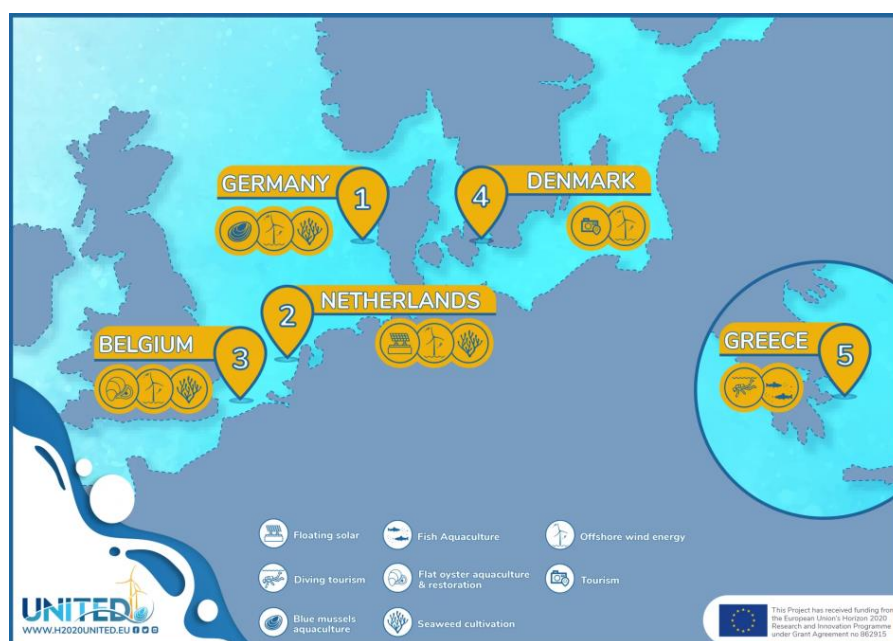 GERMANY
1
4
DENMARK
2
NETHERLANDS
BELGIUM
3
GREECE
5
Floating solar
Fish Aquaculture
Offshore wind energy
Diving tourism
Flat oyster aquaculture
& restoration
Tourism
Blue mussels
aquaculture
Seaweed cultivation
UNITED
WWW.H2020UNITED.EU
This Project has received funding from
the European Union's Horizon 2020
Research and Innovation Programme
under Grant Agreement no 862915